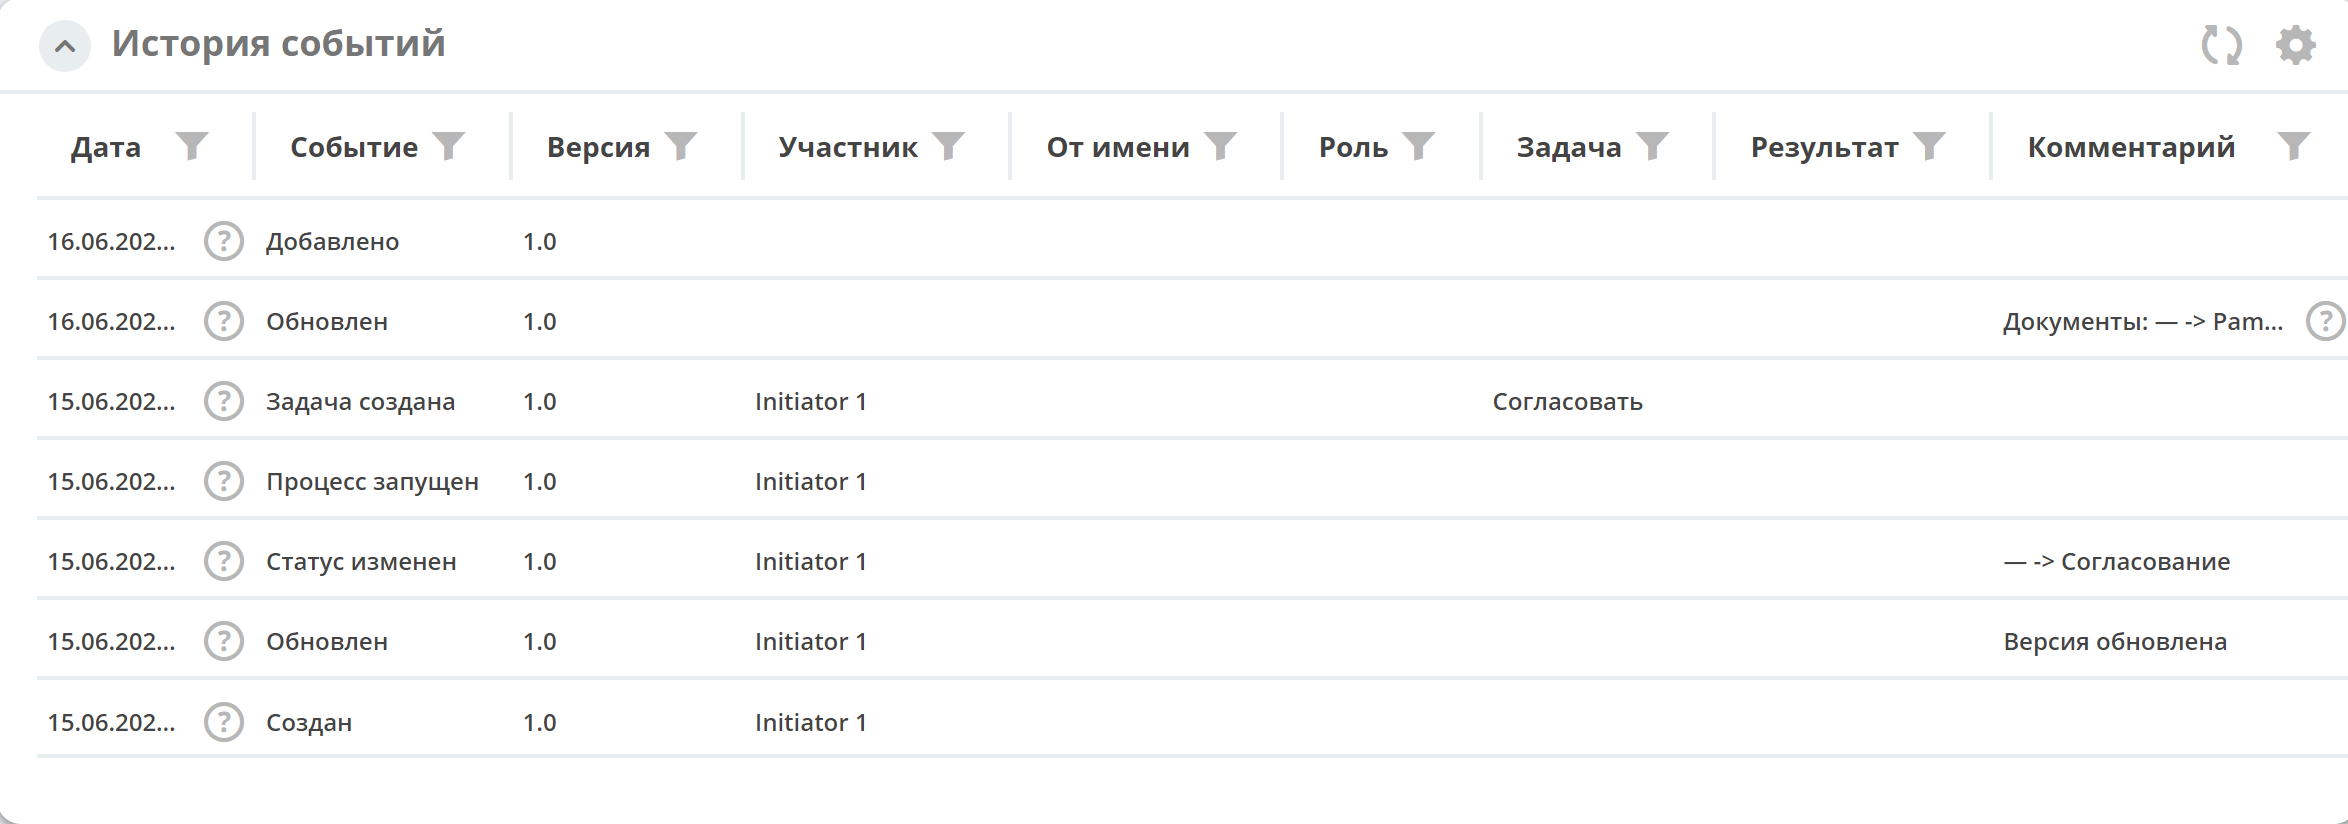 История событий
Дата Событие Версия Участник От имени Роль Задача Результат Комментарий
16.06.202... ? Добавлено 1.0
16.06.202... ? Обновлен 1.0 Документы: — -> Pam... ?
15.06.202... ? Задача создана 1.0 Initiator 1 Согласовать
15.06.202... ? Процесс запущен 1.0 Initiator 1
15.06.202... ? Статус изменен 1.0 Initiator 1 — -> Согласование
15.06.202... ? Обновлен 1.0 Initiator 1 Версия обновлена
15.06.202... ? Создан 1.0 Initiator 1